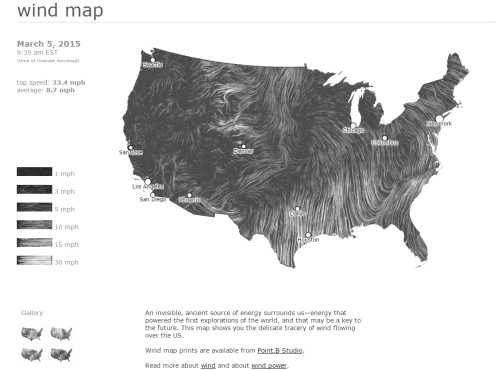 wind map
March 5, 2015
9:35 am EST
(time of forecast download)
top speed: 33.4 mph
average: 8.7 mph
Seattle
New York
Chicago
Columbus
Denver
San Jose
Los Angeles
San Diego
Phoenix
Dallas
Houston
1 mph
3 mph
5 mph
10 mph
15 mph
30 mph
Gallery
An invisible, ancient source of energy surrounds us—energy that
powered the first explorations of the world, and that may be a key to
the future. This map shows you the delicate tracery of wind flowing
over the US.
Wind map prints are available from Point.B Studio.
Read more about wind and about wind power.